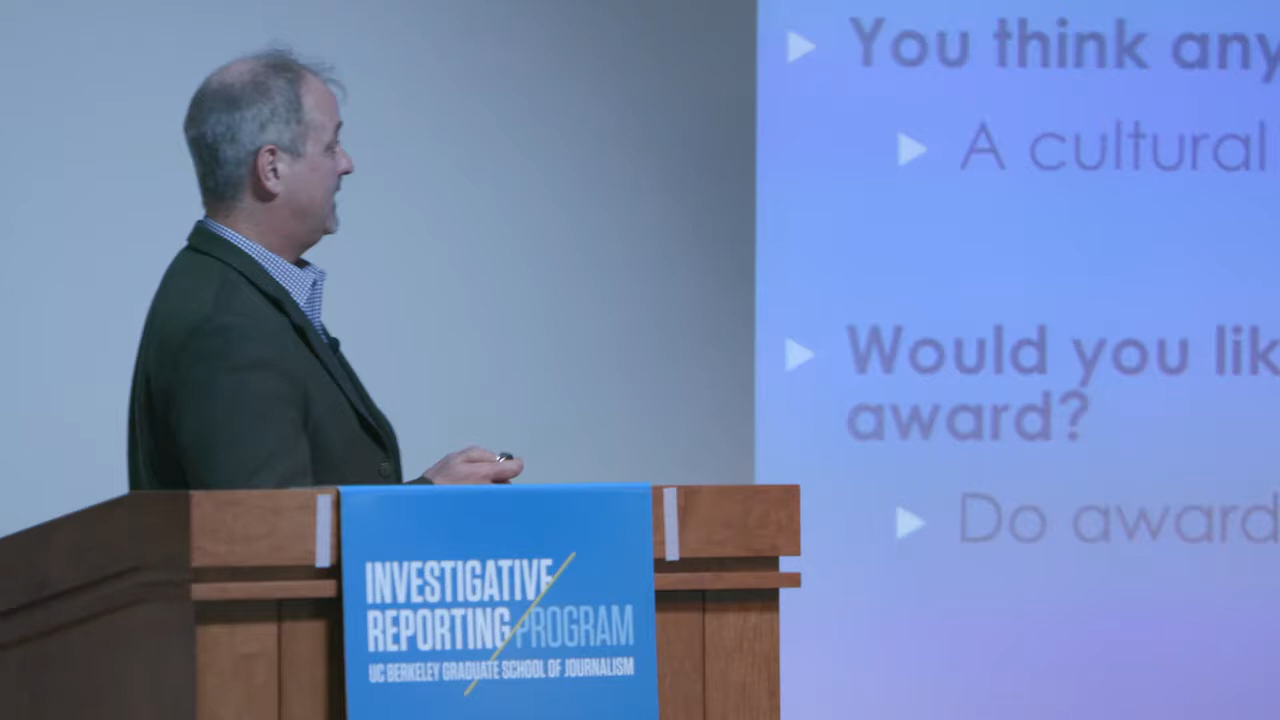 You think any
A cultural
Would you lik
award?
Do award
INVESTIGATIVE
REPORTING PROGRAM
UC BERKELEY GRADUATE SCHOOL OF JOURNALISM